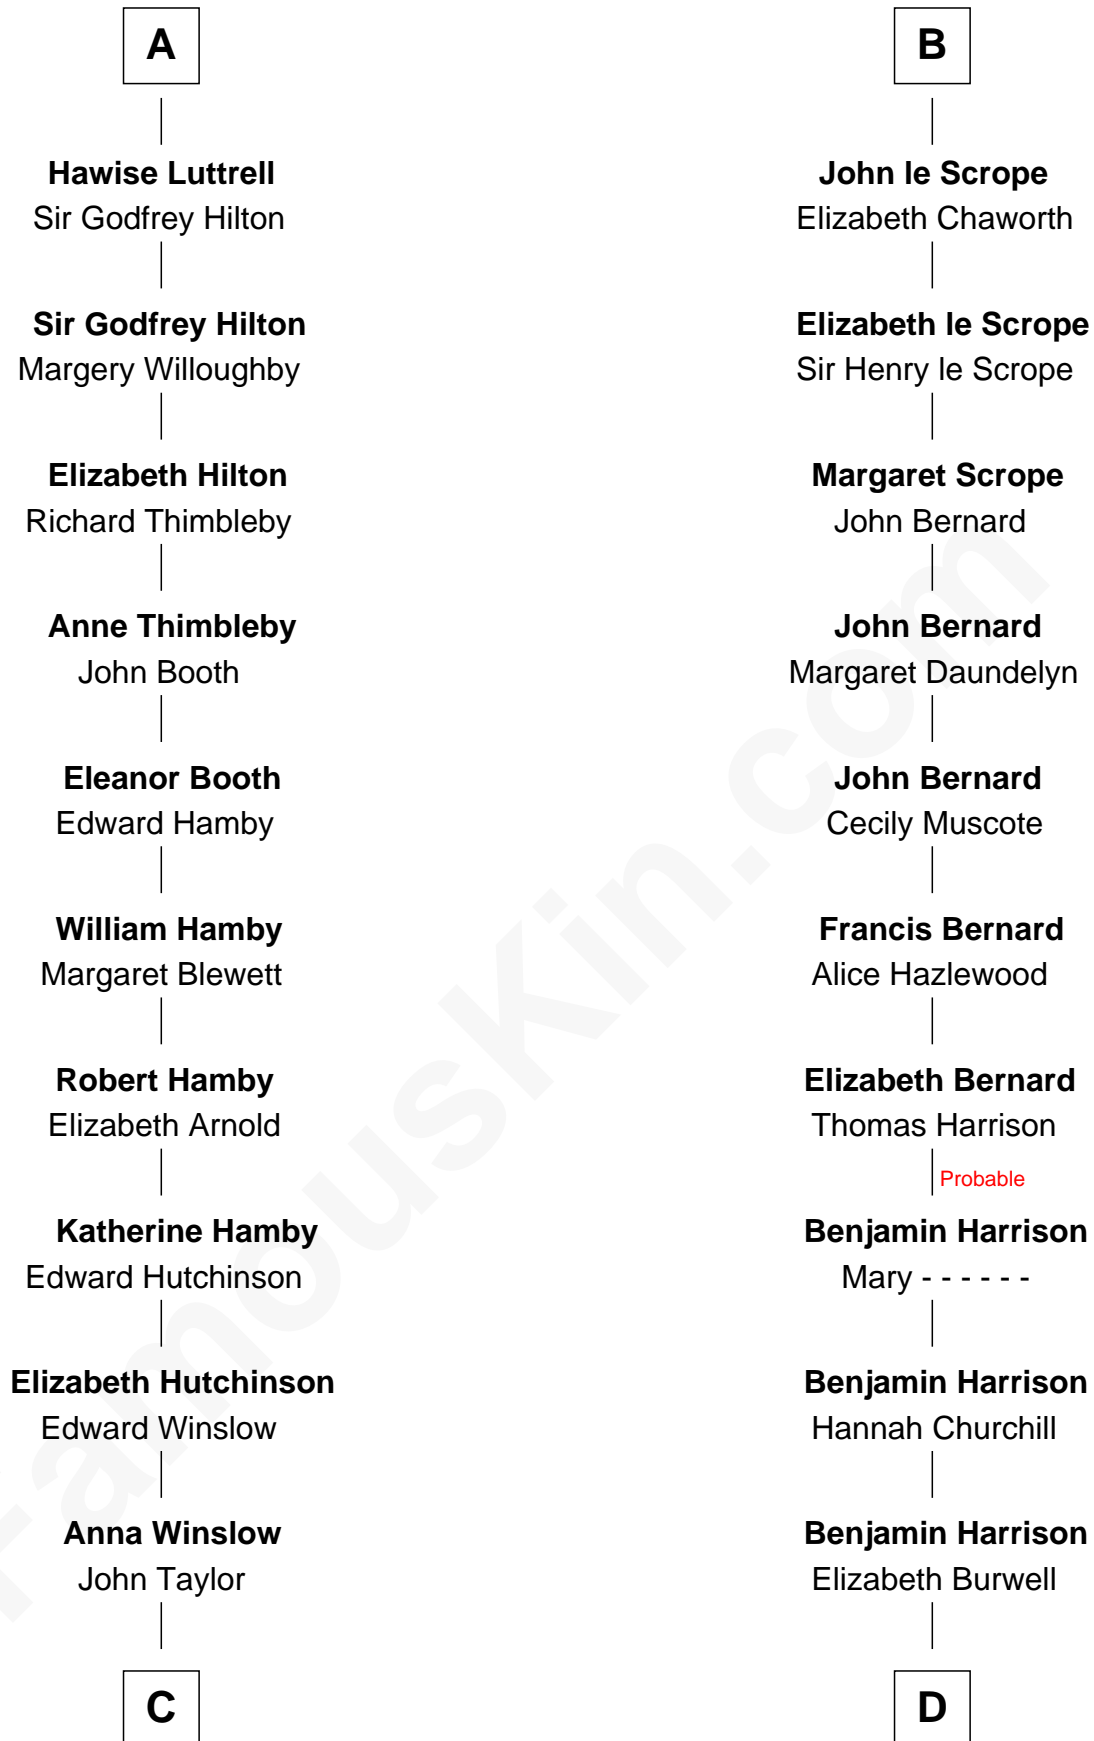 A
Hawise Luttrell
Sir Godfrey Hilton
Sir Godfrey Hilton
Margery Willoughby
Elizabeth Hilton
Richard Thimbleby
Anne Thimbleby
John Booth
Eleanor Booth
Edward Hamby
William Hamby
Margaret Blewett
Robert Hamby
Elizabeth Arnold
Katherine Hamby
Edward Hutchinson
Elizabeth Hutchinson
Edward Winslow
Anna Winslow
John Taylor
C
B
John le Scrope
Elizabeth Chaworth
Elizabeth le Scrope
Sir Henry le Scrope
Margaret Scrope
John Bernard
John Bernard
Margaret Daundelyn
John Bernard
Cecily Muscote
Francis Bernard
Alice Hazlewood
Elizabeth Bernard
Thomas Harrison
Probable
Benjamin Harrison
Mary - - - - - -
Benjamin Harrison
Hannah Churchill
Benjamin Harrison
Elizabeth Burwell
D
FamousKin.com